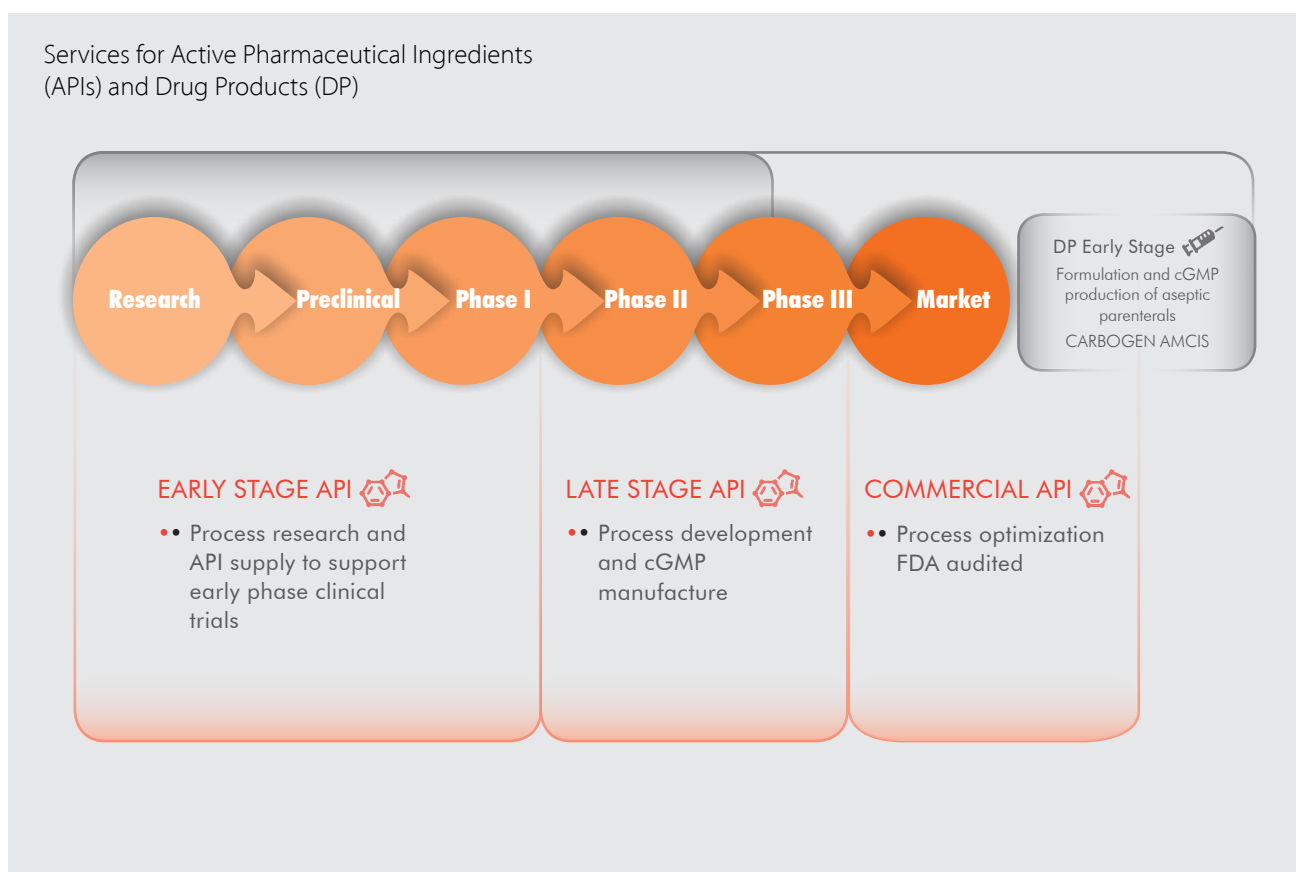 Services for Active Pharmaceutical Ingredients
(APIs) and Drug Products (DP)
Research
Preclinical
Phase I
Phase II
Phase III
Market
DP Early Stage
Formulation and cGMP
production of aseptic
parenterals
CARBOGEN AMCIS
EARLY STAGE API
•• Process research and
API supply to support
early phase clinical
trials
LATE STAGE API
•• Process development
and cGMP
manufacture
COMMERCIAL API
•• Process optimization
FDA audited